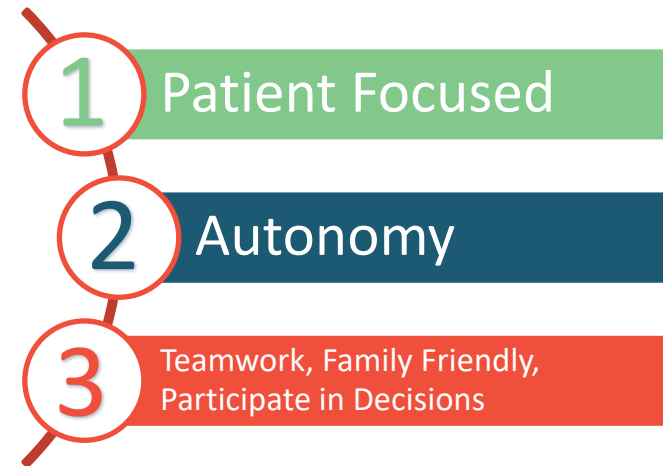 1
Patient Focused
2
Autonomy
3
Teamwork, Family Friendly,
Participate in Decisions